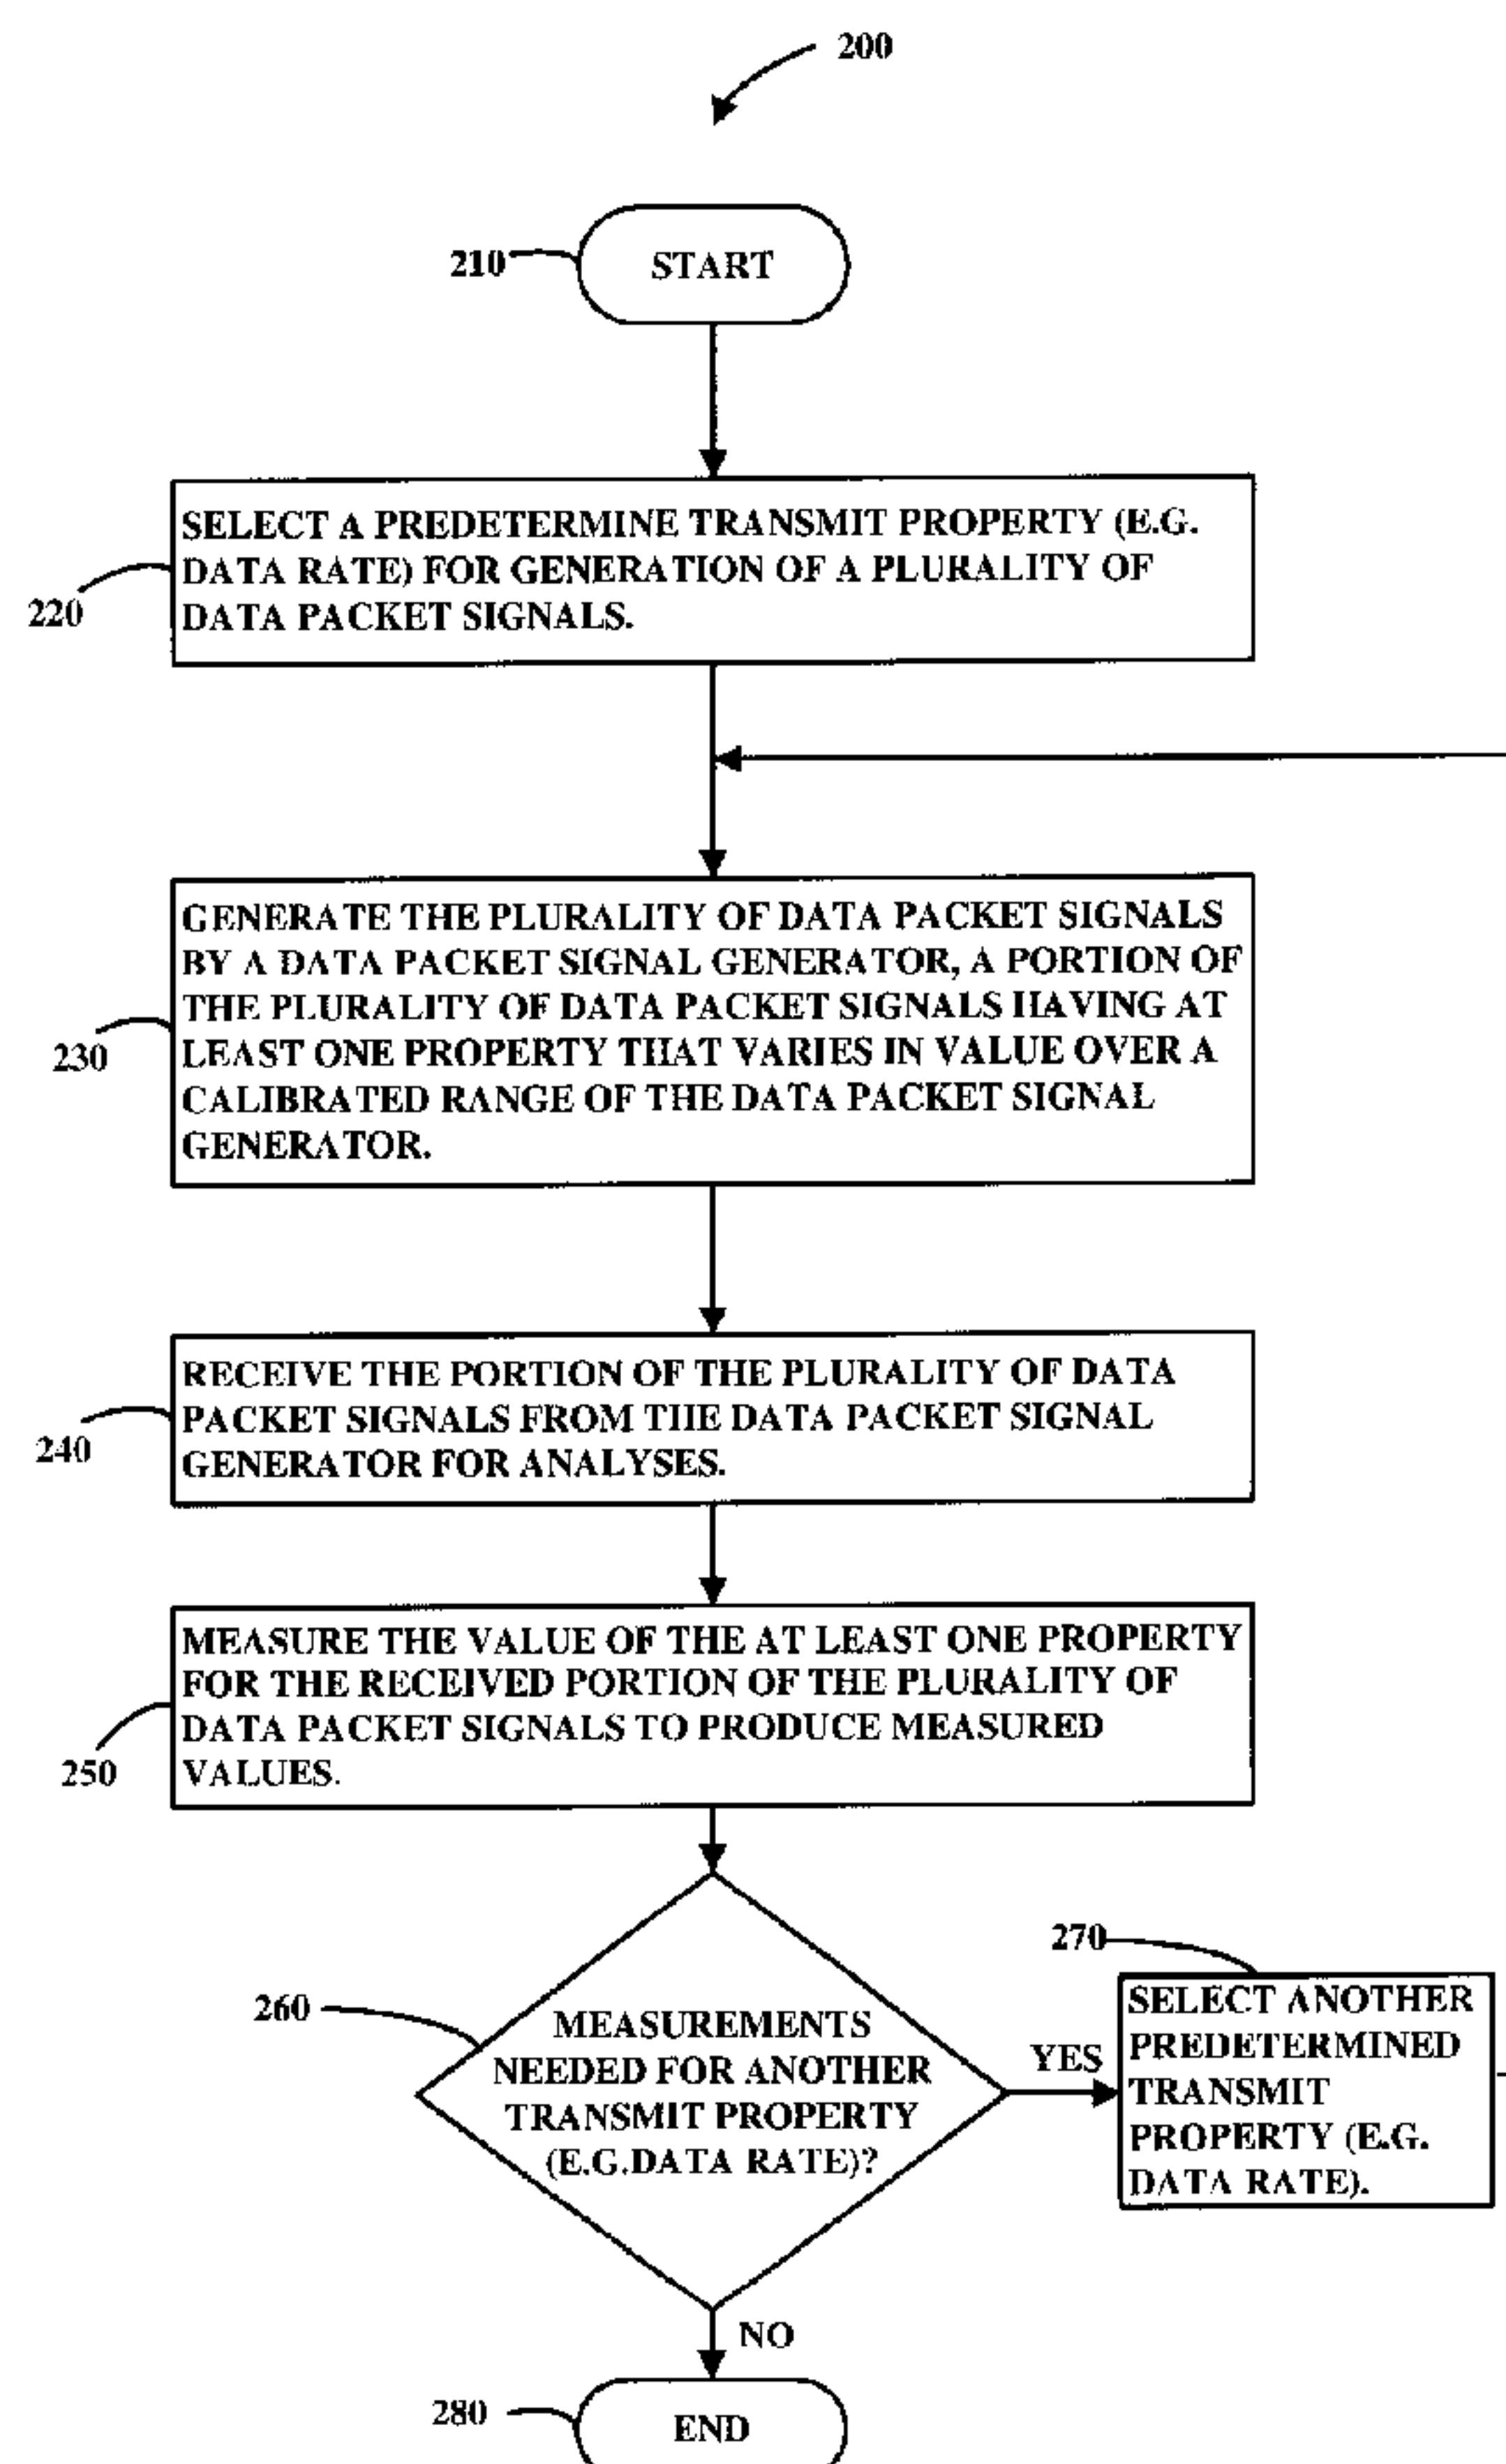 200
210
START
220
SELECT A PREDETERMINE TRANSMIT PROPERTY (E.G.
DATA RATE) FOR GENERATION OF A PLURALITY OF
DATA PACKET SIGNALS.
230
GENERATE THE PLURALITY OF DATA PACKET SIGNALS
BY A DATA PACKET SIGNAL GENERATOR, A PORTION OF
THE PLURALITY OF DATA PACKET SIGNALS HAVING AT
LEAST ONE PROPERTY THAT VARIES IN VALUE OVER A
CALIBRATED RANGE OF THE DATA PACKET SIGNAL
GENERATOR.
240
RECEIVE THE PORTION OF THE PLURALITY OF DATA
PACKET SIGNALS FROM THE DATA PACKET SIGNAL
GENERATOR FOR ANALYSES.
250
MEASURE THE VALUE OF THE AT LEAST ONE PROPERTY
FOR THE RECEIVED PORTION OF THE PLURALITY OF
DATA PACKET SIGNALS TO PRODUCE MEASURED
VALUES.
260
MEASUREMENTS
NEEDED FOR ANOTHER
TRANSMIT PROPERTY
(E.G.DATA RATE)?
YES
270
SELECT ANOTHER
PREDETERMINED
TRANSMIT
PROPERTY (E.G.
DATA RATE).
NO
280
END